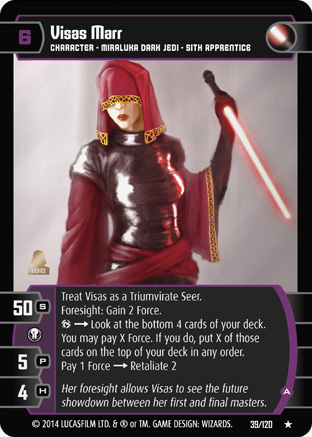 6
Visas Marr
CHARACTER • MIRALUKA DARK JEDI • SITH APPRENTICE
100
50 S
Treat Visas as a Triumvirate Seer.
Foresight: Gain 2 Force.
→ Look at the bottom 4 cards of your deck.
You may pay X Force. If you do, put X of those
cards on the top of your deck in any order.
5 P
Pay 1 Force → Retaliate 2
4 H
Her foresight allows Visas to see the future
showdown between her first and final masters.
A
© 2014 LUCASFILM LTD. & ® or TM. GAME DESIGN: WIZARDS.
39/120 ★